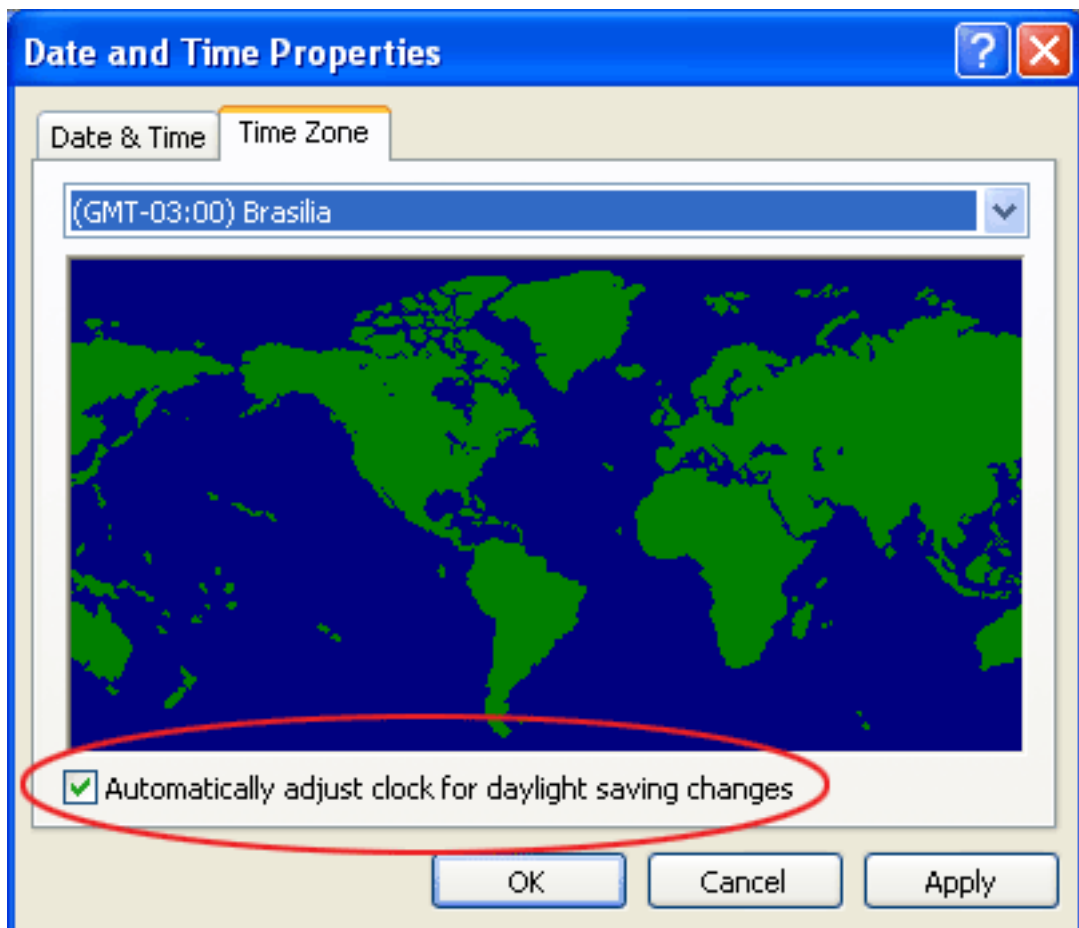 Date and Time Properties
Date & Time
Time Zone
(GMT-03:00) Brasilia
Automatically adjust clock for daylight saving changes
OK
Cancel
Apply